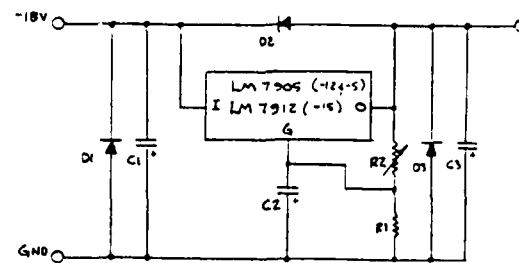 -18V
D2
LM 7905 (-12&-5)
I LM 7912 (-15) O
G
D1
C1
+
C2
+
R2
R1
D3
C3
+
GND